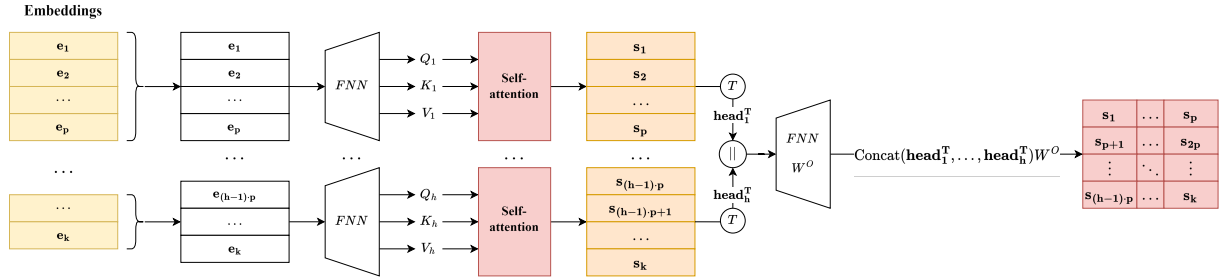 Embeddings
e₁
e₂
...
eₚ
...
...
eₖ
e₁
e₂
...
eₚ
...
e₍ₕ₋₁₎·ₚ
...
eₖ
FNN
...
FNN
Q₁
K₁
V₁
Qₕ
Kₕ
Vₕ
Self-
attention
...
Self-
attention
s₁
s₂
...
sₚ
...
s₍ₕ₋₁₎·ₚ
s₍ₕ₋₁₎·ₚ₊₁
...
sₖ
T
head₁ᵀ
||
headₕᵀ
T
FNN
Wᴼ
Concat(head₁ᵀ,...,headₕᵀ)Wᴼ
s₁ ... sₚ
sₚ₊₁ ... s₂ₚ
⋮ ⋱ ⋮
s₍ₕ₋₁₎·ₚ ... sₖ